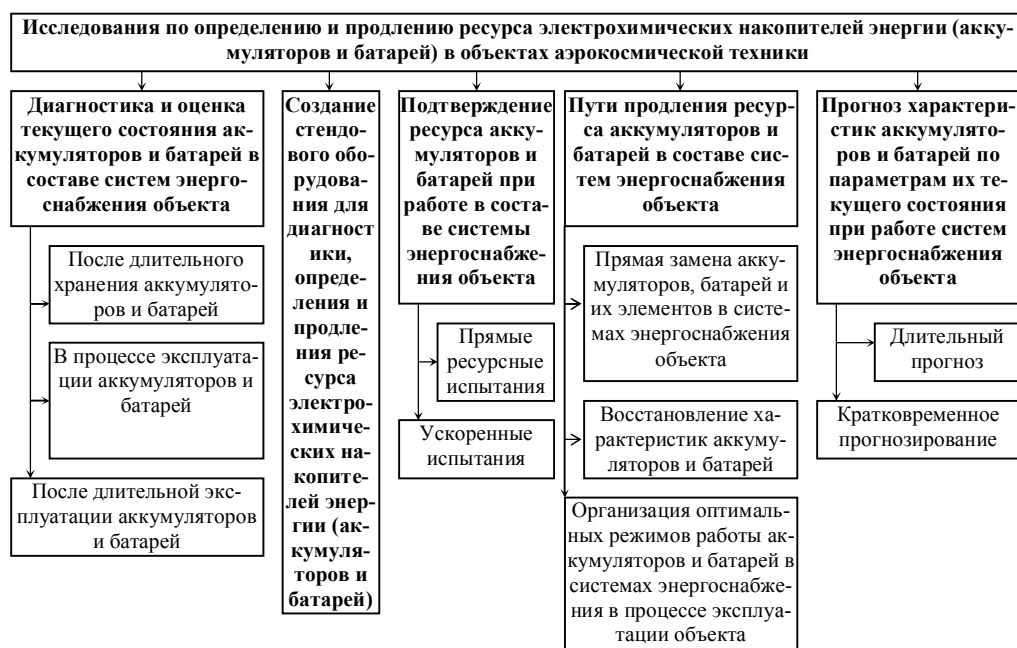 Исследования по определению и продлению ресурса электрохимических накопителей энергии (акку-
муляторов и батарей) в объектах аэрокосмической техники
Диагностика и оценка
текущего состояния ак-
кумуляторов и батарей в
составе систем энерго-
снабжения объекта
После длительного
хранения аккумулято-
ров и батарей
В процессе эксплуата-
ции аккумуляторов и
батарей
После длительной экс-
плуатации аккумуляторов
и батарей
Создание
стендо-
вого обо-
рудова-
ния для
диагност
ики,
определе-
ния и
продле-
ния ре-
сурса
электро-
химиче-
ских на-
копите-
лей энер-
гии (ак-
кумуля-
торов и
батарей)
Подтверждение
ресурса акку-
муляторов и
батарей при
работе в соста-
ве системы
энергоснабже-
ния объекта
Прямые
ресурсные
испытания
Ускоренные
испытания
Пути продления ресур-
са аккумуляторов и
батарей в составе сис-
тем энергоснабжения
объекта
Прямая замена акку-
муляторов, батарей и
их элементов в систе-
мах энергоснабжения
объекта
Восстановление ха-
рактеристик аккуму-
ляторов и батарей
Организация оптималь-
ных режимов работы ак-
кумуляторов и батарей в
системах энергоснабже-
ния в процессе эксплуа-
тации объекта
Прогноз характери-
стик аккумулято-
ров и батарей по
параметрам их те-
кущего состояния
при работе систем
энергоснабжения
объекта
Длительный
прогноз
Кратковременное
прогнозирование